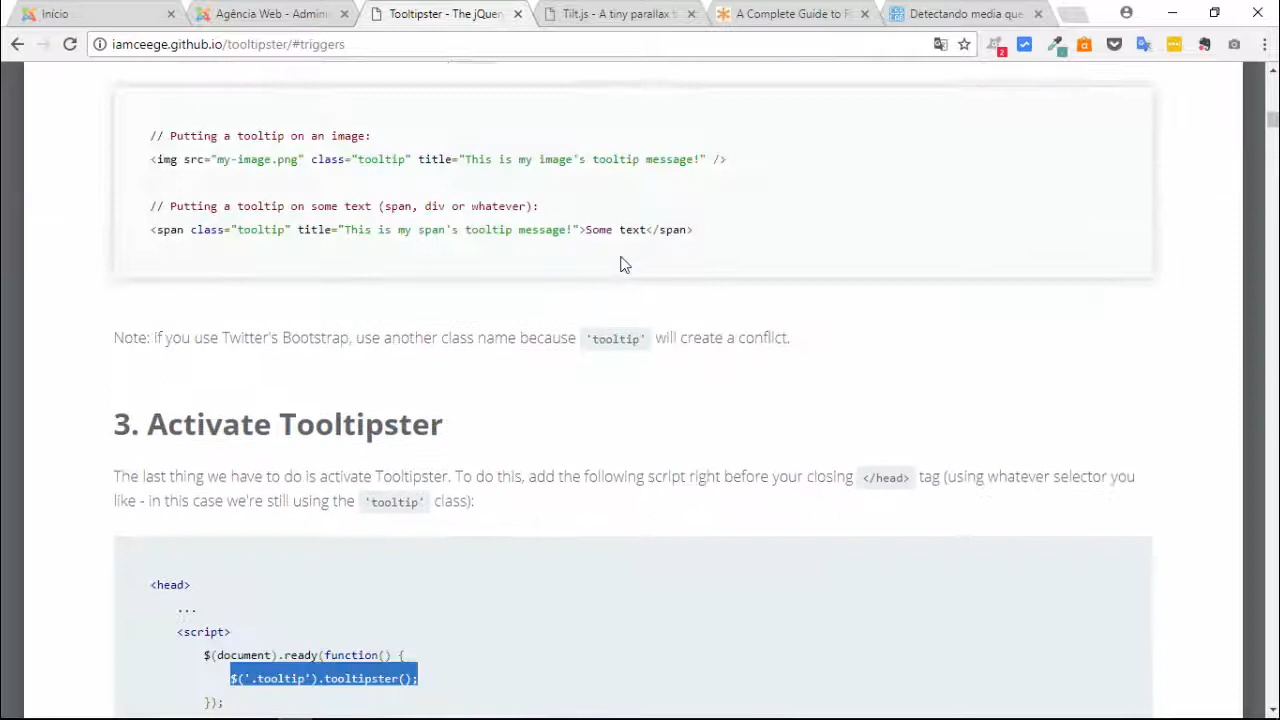 Início
Agência Web - Admini
Tooltipster - The jQuer
Tilt.js - A tiny parallax t
A Complete Guide to F
Detectando media que
iamceege.github.io/tooltipster/#triggers
2
// Putting a tooltip on an image:
<img src="my-image.png" class="tooltip" title="This is my image's tooltip message!" />
// Putting a tooltip on some text (span, div or whatever):
<span class="tooltip" title="This is my span's tooltip message!">Some text</span>
Note: if you use Twitter's Bootstrap, use another class name because 'tooltip' will create a conflict.
3. Activate Tooltipster
The last thing we have to do is activate Tooltipster. To do this, add the following script right before your closing </head> tag (using whatever selector you
like - in this case we're still using the 'tooltip' class):
<head>
...
<script>
$(document).ready(function() {
$('.tooltip').tooltipster();
});